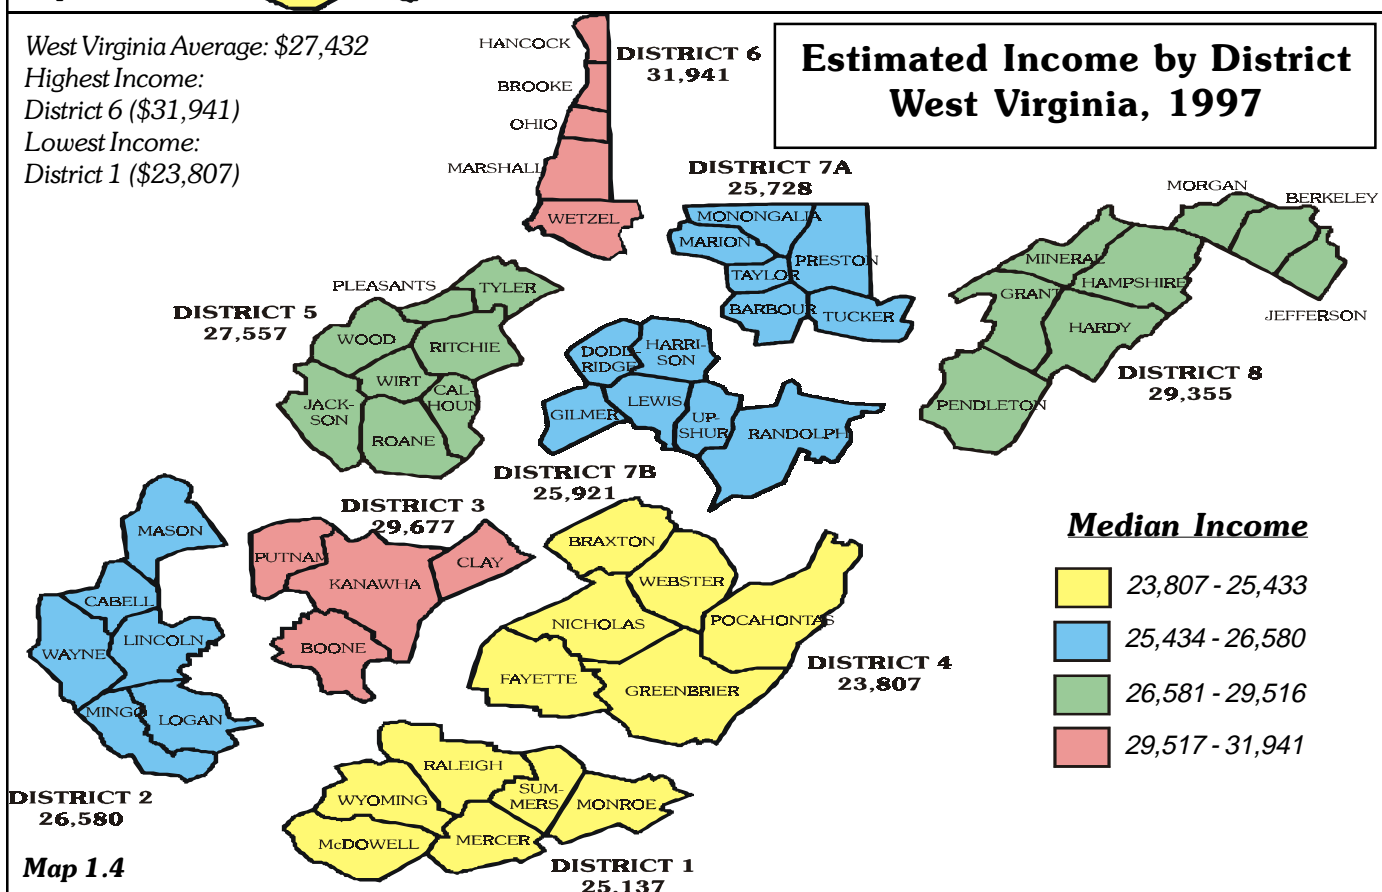 West Virginia Average: $27,432
Highest Income:
District 6 ($31,941)
Lowest Income:
District 1 ($23,807)
Estimated Income by District
West Virginia, 1997
HANCOCK
BROOKE
OHIO
MARSHALL
WETZEL
DISTRICT 6
31,941
DISTRICT 7A
25,728
MONONGALIA
MARION
PRESTON
TAYLOR
BARBOUR
TUCKER
MORGAN
BERKELEY
MINERAL
HAMPSHIRE
GRANT
HARDY
JEFFERSON
PENDLETON
DISTRICT 8
29,355
DISTRICT 5
27,557
PLEASANTS
TYLER
WOOD
RITCHIE
WIRT
CAL-
HOUN
JACK-
SON
ROANE
DODD-
RIDGE
HARRI-
SON
GILMER
LEWIS
UP-
SHUR
RANDOLPH
DISTRICT 7B
25,921
DISTRICT 3
29,677
PUTNAM
KANAWHA
CLAY
BOONE
MASON
CABELL
WAYNE
LINCOLN
MINGO
LOGAN
DISTRICT 2
26,580
BRAXTON
WEBSTER
NICHOLAS
POCAHONTAS
FAYETTE
GREENBRIER
DISTRICT 4
23,807
RALEIGH
WYOMING
SUM-
MERS
MONROE
McDOWELL
MERCER
DISTRICT 1
25,137
Median Income
23,807 - 25,433
25,434 - 26,580
26,581 - 29,516
29,517 - 31,941
Map 1.4